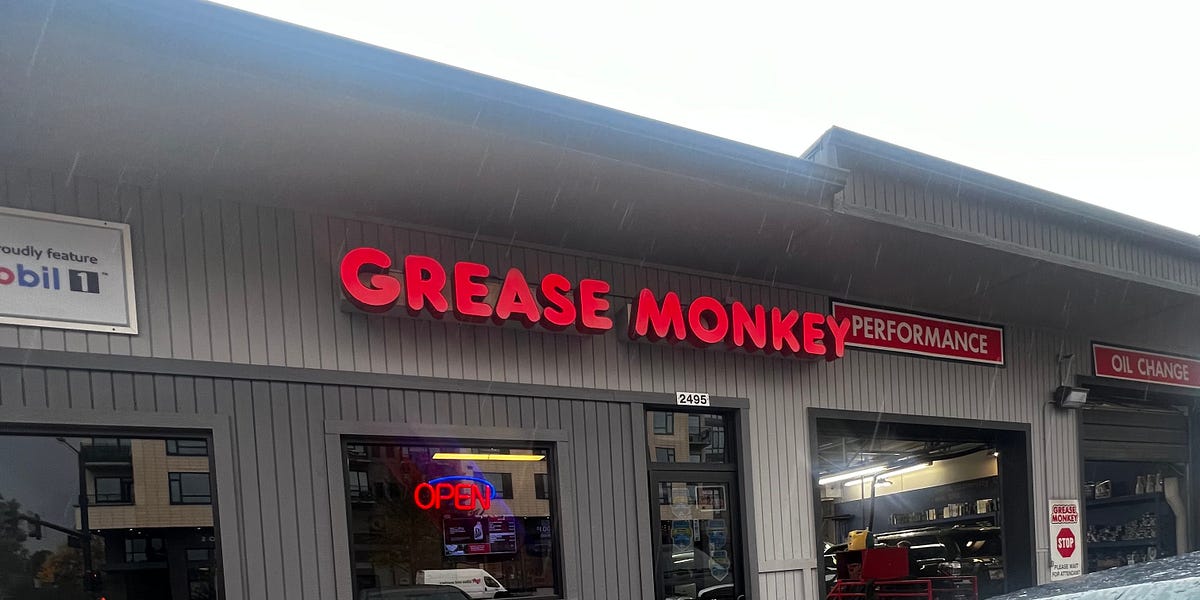 roudly feature
obil 1
GREASE MONKEY
PERFORMANCE
OIL CHANGE
2495
OPEN
GREASE
MONKEY
STOP
PLEASE WAIT
FOR ATTENDANT